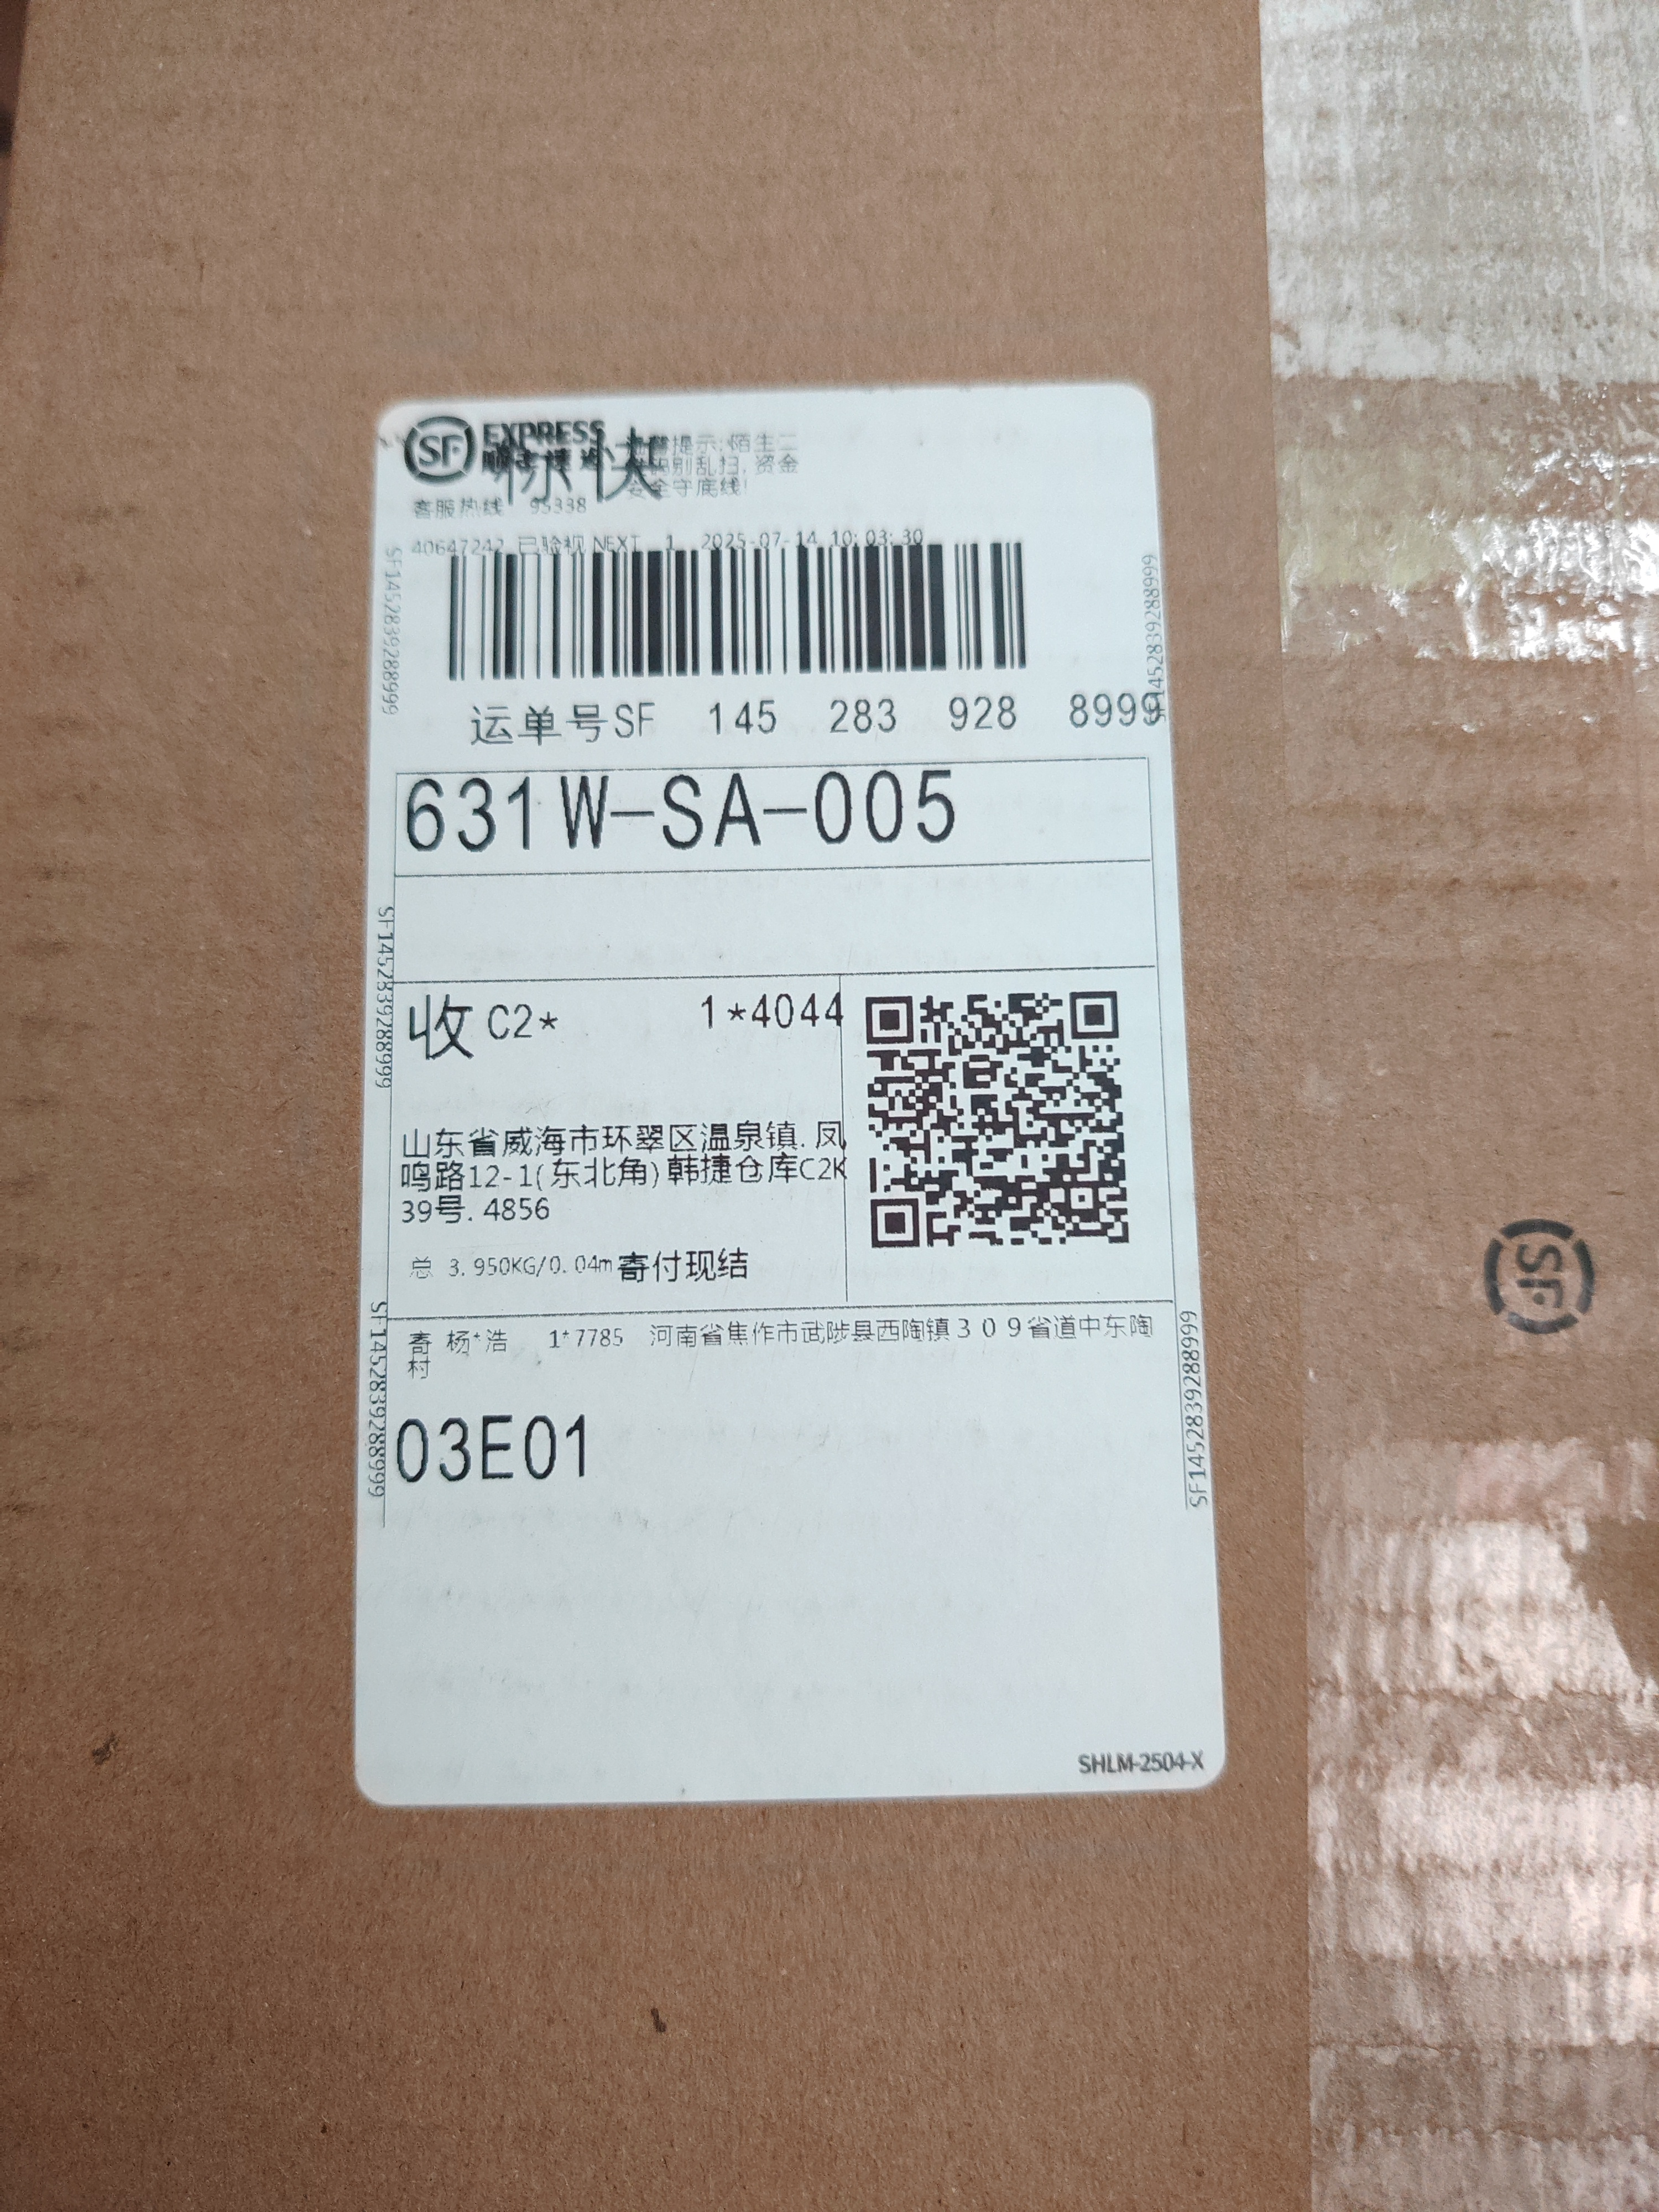 SF EXPRESS
顺丰速运
标快
提示:陌生二
码别乱扫,资金
安全守底线!
客服热线 95338
40647242 已验视 NEXT 1 2025-07-14 10:03:30
SF1452839288999
SF1452839288999
运单号SF 145 283 928 8999
631W-SA-005
SF1452839288999
收 C2* 1*4044
山东省威海市环翠区温泉镇.凤
鸣路12-1(东北角)韩捷仓库C2K
39号.4856
总 3.950KG/0.04m 寄付现结
SF1452839288999
SF1452839288999
寄 杨*浩 1*7785 河南省焦作市武陟县西陶镇309省道中东陶
村
03E01
SHLM-2504-X
SF